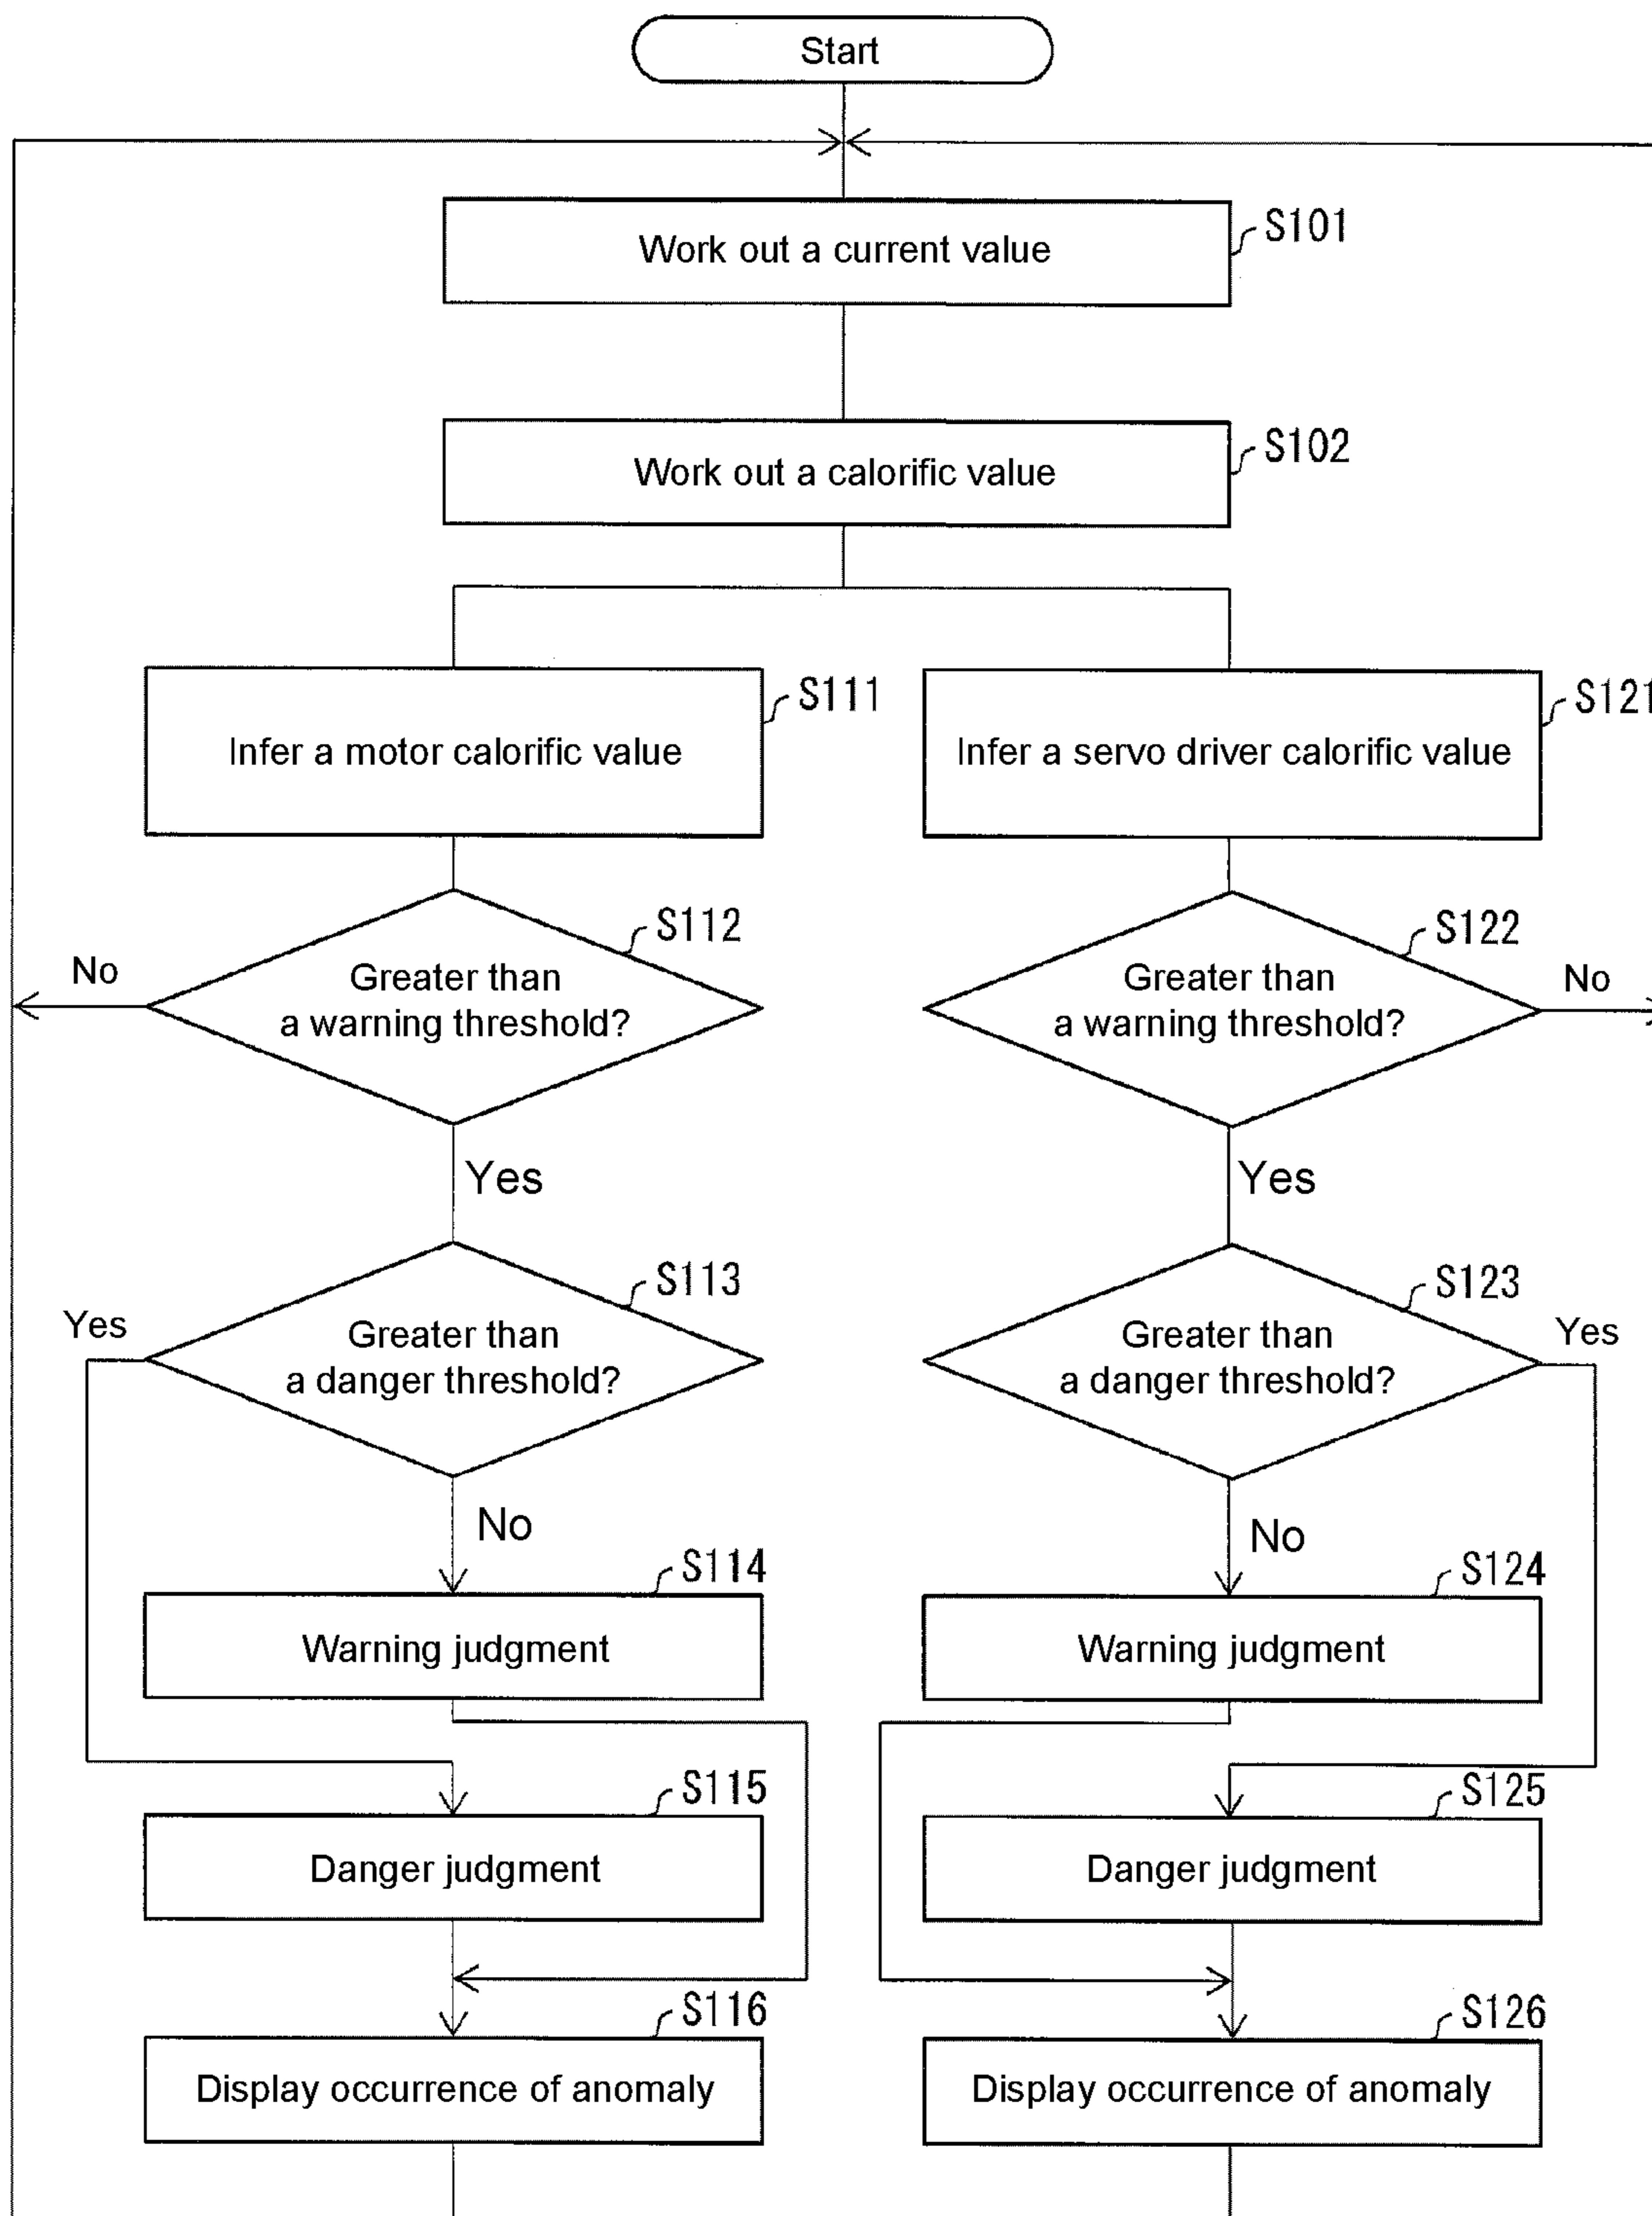 Start
Work out a current value
S101
Work out a calorific value
S102
Infer a motor calorific value
S111
Infer a servo driver calorific value
S121
S112
Greater than
a warning threshold?
No
Yes
S122
Greater than
a warning threshold?
No
Yes
S113
Greater than
a danger threshold?
Yes
No
S123
Greater than
a danger threshold?
Yes
No
S114
Warning judgment
S124
Warning judgment
S115
Danger judgment
S125
Danger judgment
S116
Display occurrence of anomaly
S126
Display occurrence of anomaly